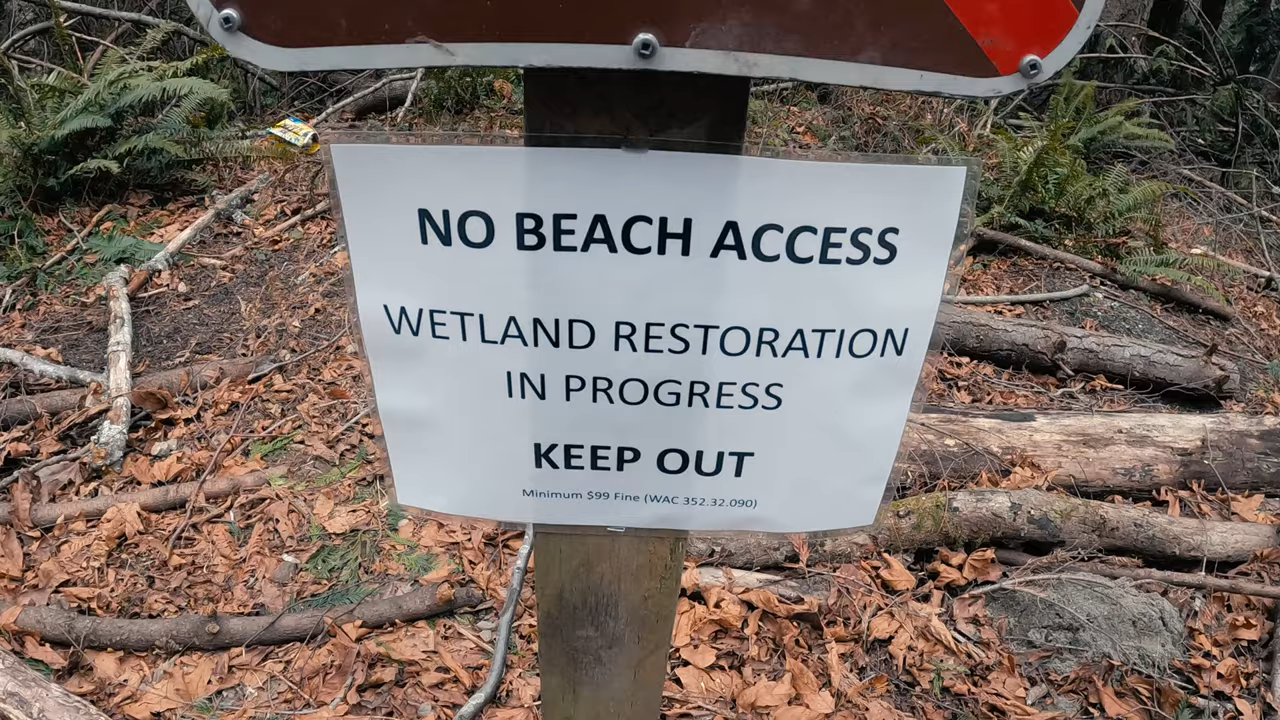 NO BEACH ACCESS
WETLAND RESTORATION
IN PROGRESS
KEEP OUT
Minimum $99 Fine (WAC 352.32.090)